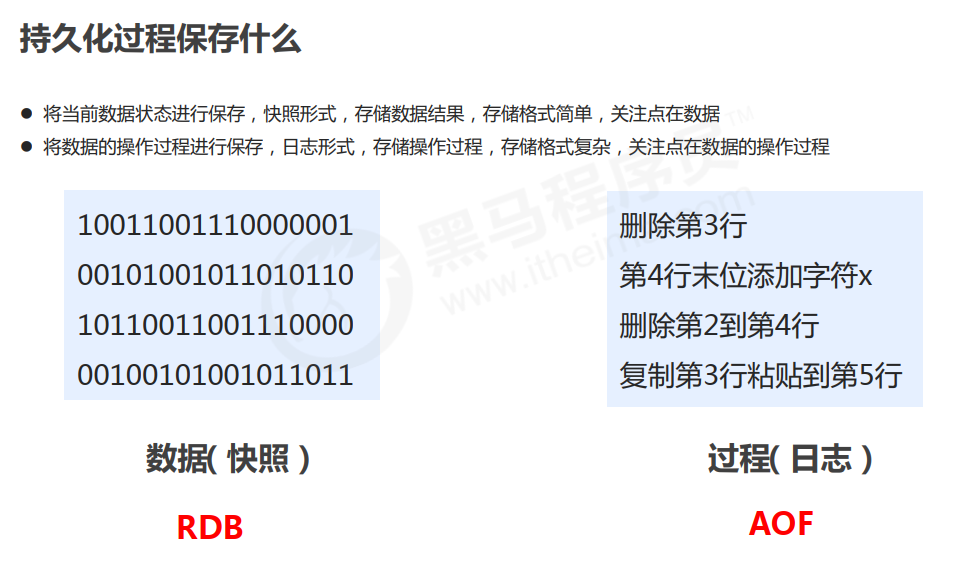 持久化过程保存什么
● 将当前数据状态进行保存，快照形式，存储数据结果，存储格式简单，关注点在数据
● 将数据的操作过程进行保存，日志形式，存储操作过程，存储格式复杂，关注点在数据的操作过程
黑马程序员™
www.itheima.com
10011001110000001
00101001011010110
10110011001110000
00100101001011011
数据( 快照 )
RDB
删除第3行
第4行末位添加字符x
删除第2到第4行
复制第3行粘贴到第5行
过程( 日志 )
AOF